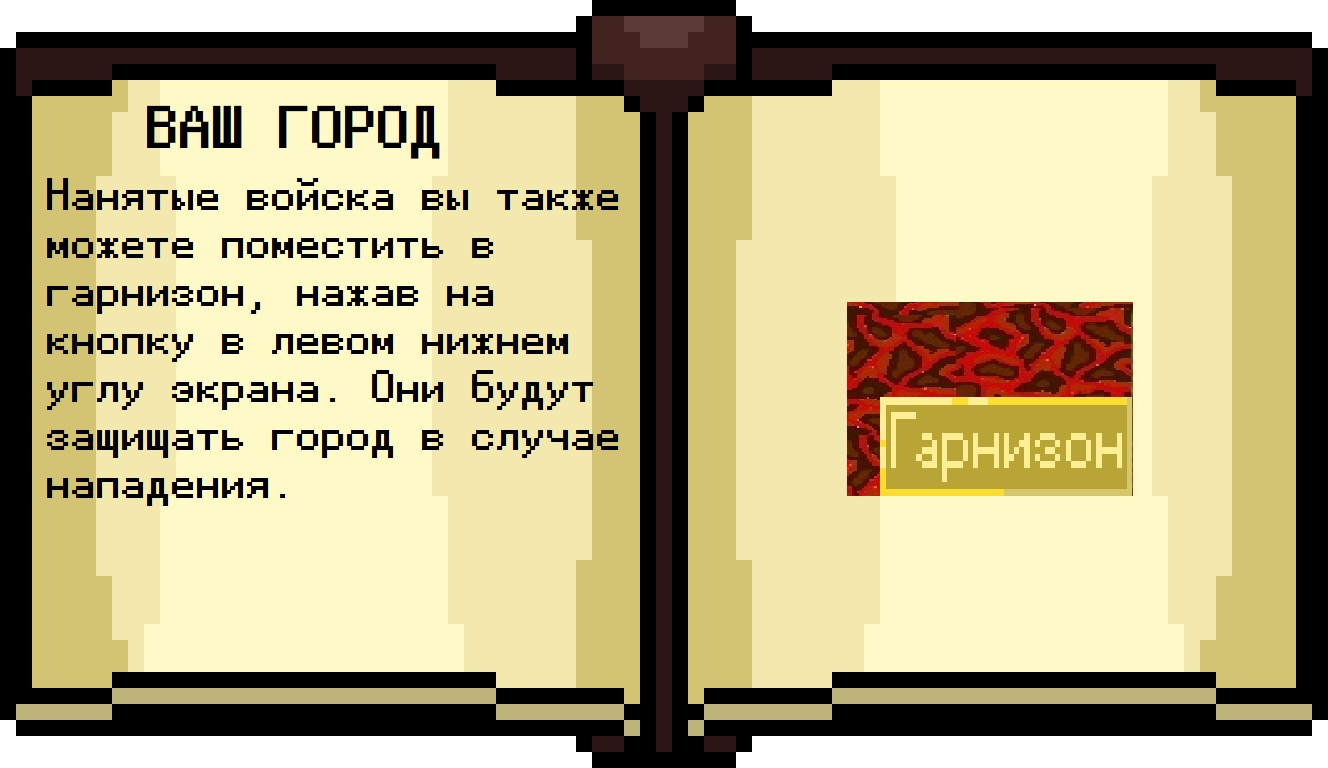 ВАШ ГОРОД
Нанятые войска вы также
можете поместить в
гарнизон, нажав на
кнопку в левом нижнем
углу экрана. Они будут
защищать город в случае
нападения.
Гарнизон